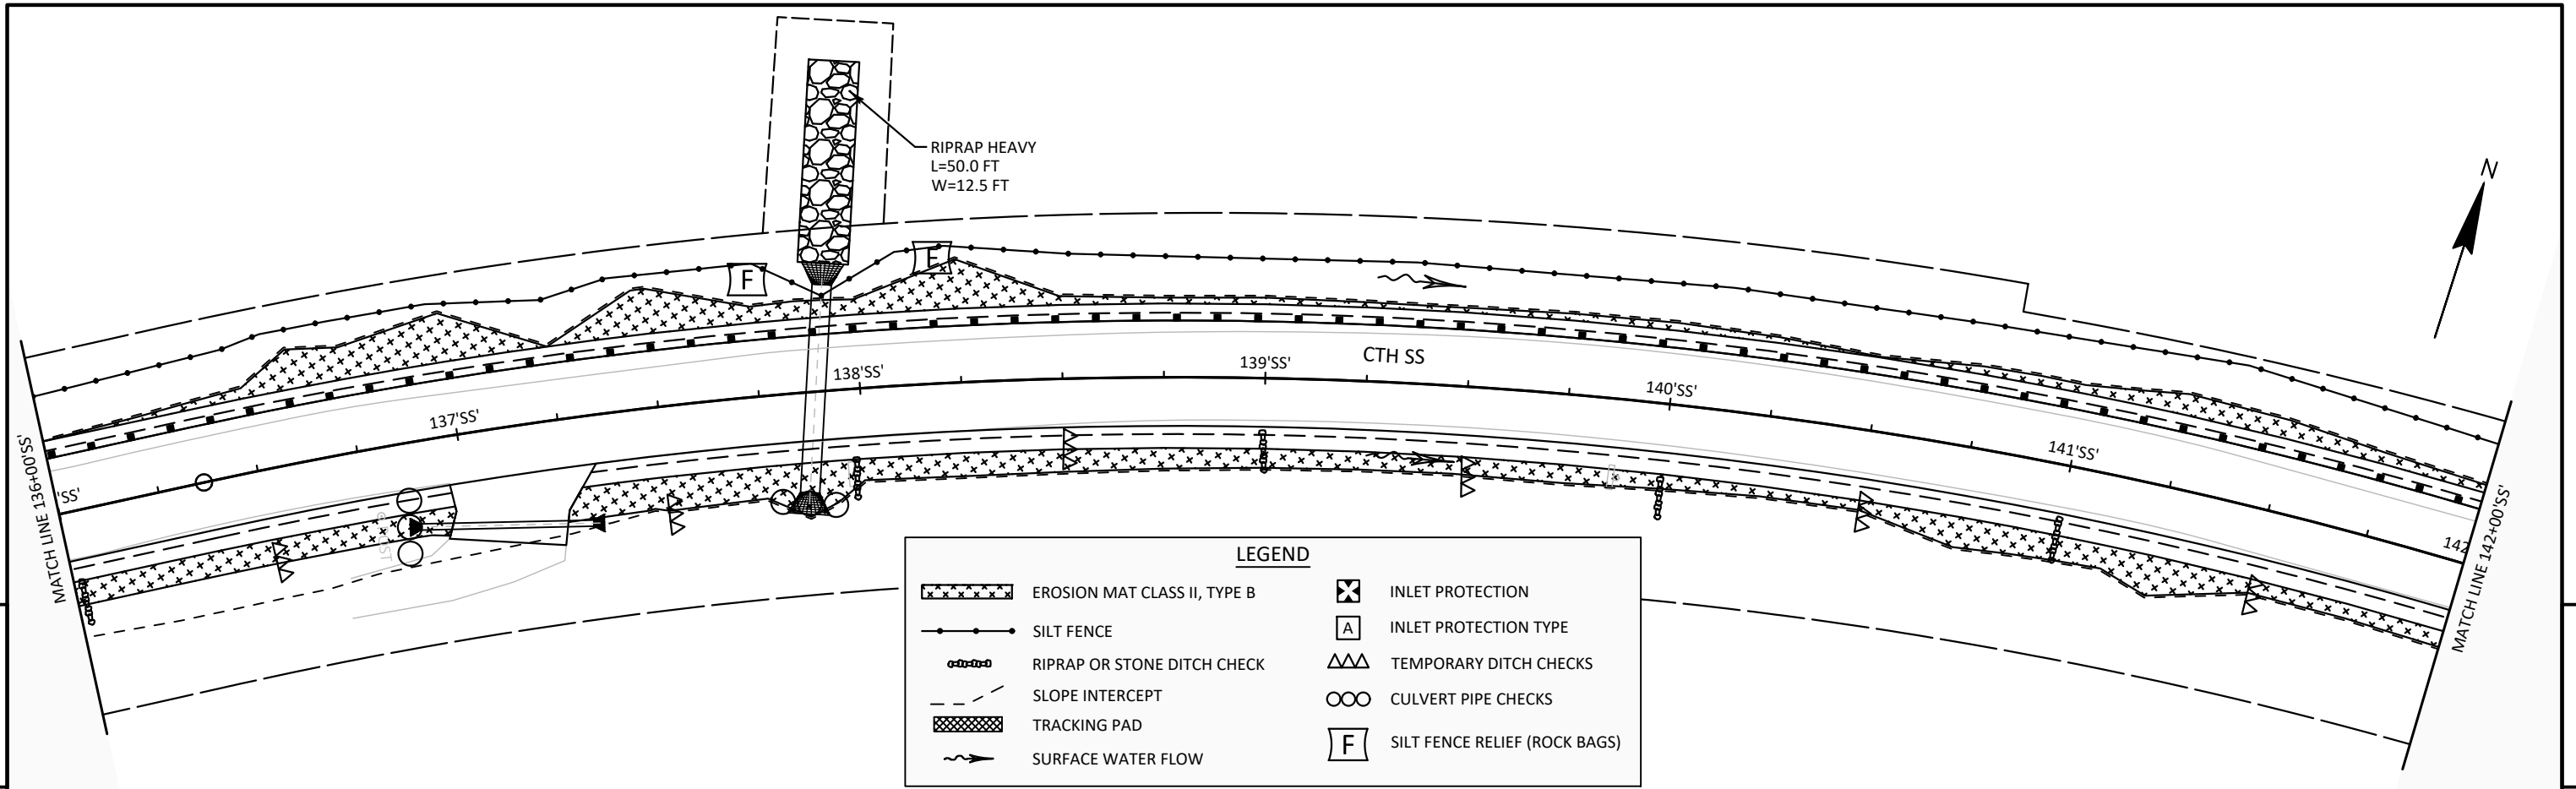 RIPRAP HEAVY
L=50.0 FT
W=12.5 FT
N
F
F
CTH SS
137'SS'
138'SS'
139'SS'
140'SS'
141'SS'
142
'SS'
MATCH LINE 136+00'SS'
MATCH LINE 142+00'SS'
LEGEND
EROSION MAT CLASS II, TYPE B
SILT FENCE
RIPRAP OR STONE DITCH CHECK
SLOPE INTERCEPT
TRACKING PAD
SURFACE WATER FLOW
INLET PROTECTION
A INLET PROTECTION TYPE
TEMPORARY DITCH CHECKS
CULVERT PIPE CHECKS
F SILT FENCE RELIEF (ROCK BAGS)